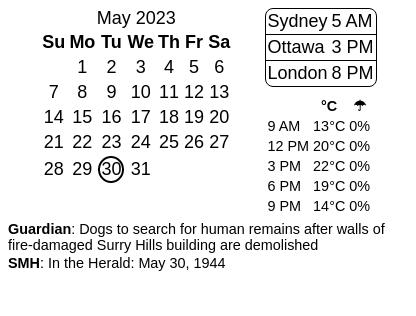 May 2023
Su Mo Tu We Th Fr Sa
1 2 3 4 5 6
7 8 9 10 11 12 13
14 15 16 17 18 19 20
21 22 23 24 25 26 27
28 29 30 31
Sydney 5 AM
Ottawa 3 PM
London 8 PM
°C ☂
9 AM 13°C 0%
12 PM 20°C 0%
3 PM 22°C 0%
6 PM 19°C 0%
9 PM 14°C 0%
Guardian: Dogs to search for human remains after walls of
fire-damaged Surry Hills building are demolished
SMH: In the Herald: May 30, 1944